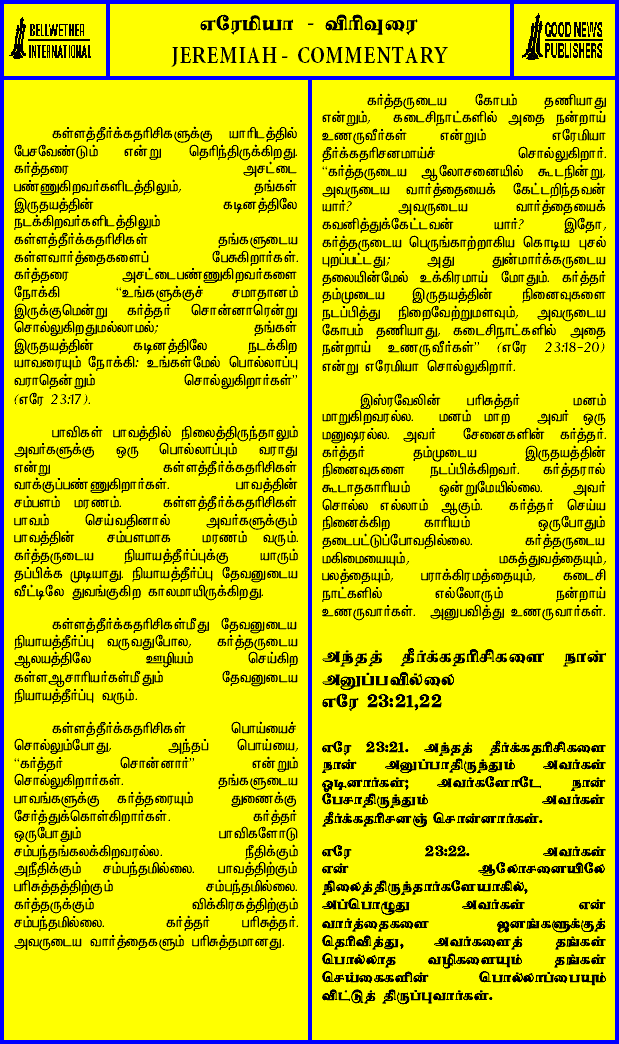 BELLWETHER
INTERNATIONAL
எரேமியா - விரிவுரை
JEREMIAH - COMMENTARY
GOOD NEWS
PUBLISHERS
கள்ளத்தீர்க்கதரிசிகளுக்கு யாரிடத்தில்
பேசவேண்டும் என்று தெரிந்திருக்கிறது.
கர்த்தரை அசட்டை
பண்ணுகிறவர்களிடத்திலும், தங்கள்
இருதயத்தின் கடினத்திலே
நடக்கிறவர்களிடத்திலும்
கள்ளத்தீர்க்கதரிசிகள் தங்களுடைய
கள்ளவார்த்தைகளைப் பேசுகிறார்கள்.
கர்த்தரை அசட்டைபண்ணுகிறவர்களை
நோக்கி “உங்களுக்குச் சமாதானம்
இருக்குமென்று கர்த்தர் சொன்னாரென்று
சொல்லுகிறதுமல்லாமல்; தங்கள்
இருதயத்தின் கடினத்திலே நடக்கிற
யாவரையும் நோக்கி: உங்கள்மேல் பொல்லாப்பு
வராதென்றும் சொல்லுகிறார்கள்”
(எரே 23:17).
பாவிகள் பாவத்தில் நிலைத்திருந்தாலும்
அவர்களுக்கு ஒரு பொல்லாப்பும் வராது
என்று கள்ளத்தீர்க்கதரிசிகள்
வாக்குப்பண்ணுகிறார்கள். பாவத்தின்
சம்பளம் மரணம். கள்ளத்தீர்க்கதரிசிகள்
பாவம் செய்வதினால் அவர்களுக்கும்
பாவத்தின் சம்பளமாக மரணம் வரும்.
கர்த்தருடைய நியாயத்தீர்ப்புக்கு யாரும்
தப்பிக்க முடியாது. நியாயத்தீர்ப்பு தேவனுடைய
வீட்டிலே துவங்குகிற காலமாயிருக்கிறது.
கள்ளத்தீர்க்கதரிசிகள்மீது தேவனுடைய
நியாயத்தீர்ப்பு வருவதுபோல, கர்த்தருடைய
ஆலயத்திலே ஊழியம் செய்கிற
கள்ளஆசாரியர்கள்மீதும் தேவனுடைய
நியாயத்தீர்ப்பு வரும்.
கள்ளத்தீர்க்கதரிசிகள் பொய்யைச்
சொல்லும்போது, அந்தப் பொய்யை,
“கர்த்தர் சொன்னார்” என்றும்
சொல்லுகிறார்கள். தங்களுடைய
பாவங்களுக்கு கர்த்தரையும் துணைக்கு
சேர்த்துக்கொள்கிறார்கள். கர்த்தர்
ஒருபோதும் பாவிகளோடு
சம்பந்தங்கலக்கிறவரல்ல. நீதிக்கும்
அநீதிக்கும் சம்பந்தமில்லை. பாவத்திற்கும்
பரிசுத்தத்திற்கும் சம்பந்தமில்லை.
கர்த்தருக்கும் விக்கிரகத்திற்கும்
சம்பந்தமில்லை. கர்த்தர் பரிசுத்தர்.
அவருடைய வார்த்தைகளும் பரிசுத்தமானது.
கர்த்தருடைய கோபம் தணியாது
என்றும், கடைசிநாட்களில் அதை நன்றாய்
உணருவீர்கள் என்றும் எரேமியா
தீர்க்கதரிசனமாய்ச் சொல்லுகிறார்.
“கர்த்தருடைய ஆலோசனையில் கூடநின்று,
அவருடைய வார்த்தையைக் கேட்டறிந்தவன்
யார்? அவருடைய வார்த்தையைக்
கவனித்துக்கேட்டவன் யார்? இதோ,
கர்த்தருடைய பெருங்காற்றாகிய கொடிய புசல்
புறப்பட்டது; அது துன்மார்க்கருடைய
தலையின்மேல் உக்கிரமாய் மோதும். கர்த்தர்
தம்முடைய இருதயத்தின் நினைவுகளை
நடப்பித்து நிறைவேற்றுமளவும், அவருடைய
கோபம் தணியாது, கடைசிநாட்களில் அதை
நன்றாய் உணருவீர்கள்” (எரே 23:18-20)
என்று எரேமியா சொல்லுகிறார்.
இஸ்ரவேலின் பரிசுத்தர் மனம்
மாறுகிறவரல்ல. மனம் மாற அவர் ஒரு
மனுஷரல்ல. அவர் சேனைகளின் கர்த்தர்.
கர்த்தர் தம்முடைய இருதயத்தின்
நினைவுகளை நடப்பிக்கிறவர். கர்த்தரால்
கூடாதகாரியம் ஒன்றுமேயில்லை. அவர்
சொல்ல எல்லாம் ஆகும். கர்த்தர் செய்ய
நினைக்கிற காரியம் ஒருபோதும்
தடைபட்டுப்போவதில்லை. கர்த்தருடைய
மகிமையையும், மகத்துவத்தையும்,
பலத்தையும், பராக்கிரமத்தையும், கடைசி
நாட்களில் எல்லோரும் நன்றாய்
உணருவார்கள். அனுபவித்து உணருவார்கள்.
அந்தத் தீர்க்கதரிசிகளை நான்
அனுப்பவில்லை
எரே 23:21,22
எரே 23:21. அந்தத் தீர்க்கதரிசிகளை
நான் அனுப்பாதிருந்தும் அவர்கள்
ஓடினார்கள்; அவர்களோடே நான்
பேசாதிருந்தும் அவர்கள்
தீர்க்கதரிசனஞ் சொன்னார்கள்.
எரே 23:22. அவர்கள்
என் ஆலோசனையிலே
நிலைத்திருந்தார்களேயாகில்,
அப்பொழுது அவர்கள் என்
வார்த்தைகளை ஜனங்களுக்குத்
தெரிவித்து, அவர்களைத் தங்கள்
பொல்லாத வழிகளையும் தங்கள்
செய்கைகளின் பொல்லாப்பையும்
விட்டுத் திருப்புவார்கள்.